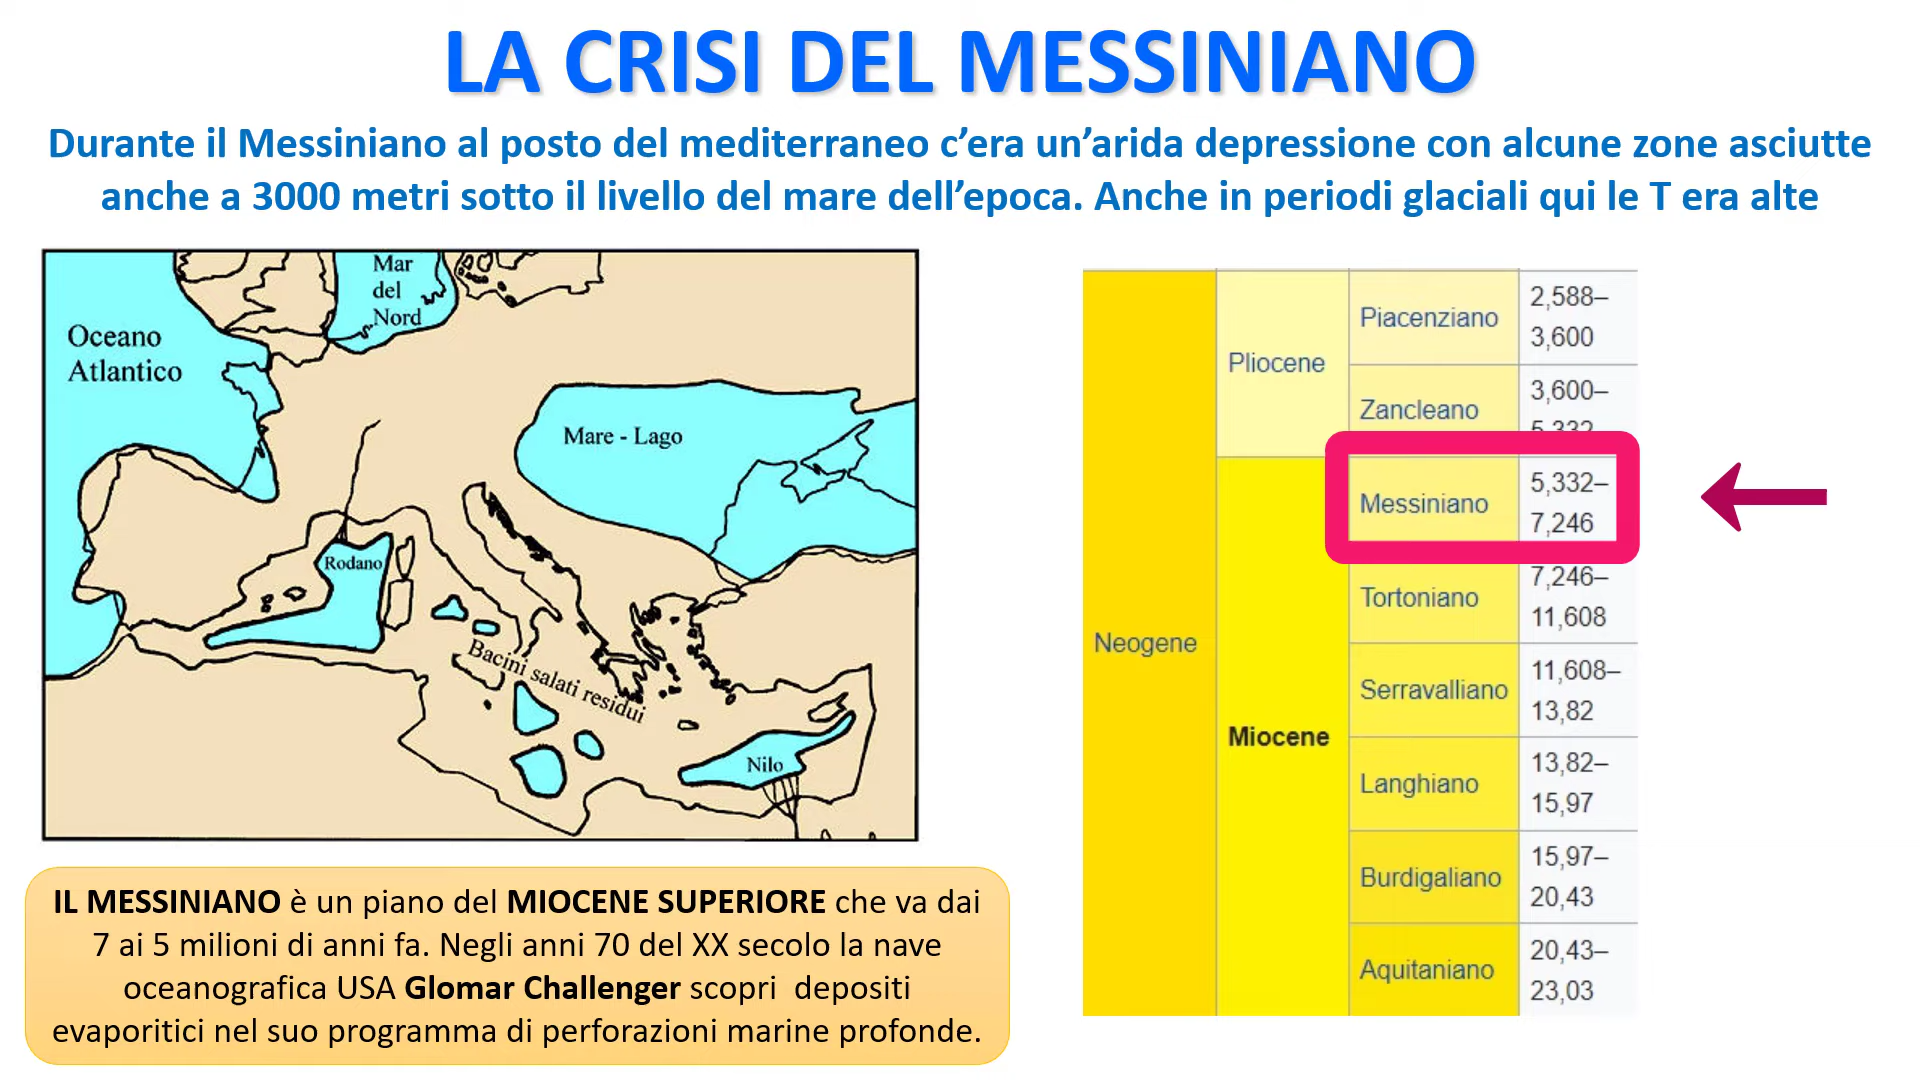 LA CRISI DEL MESSINIANO
Durante il Messiniano al posto del mediterraneo c’era un’arida depressione con alcune zone asciutte
anche a 3000 metri sotto il livello del mare dell’epoca. Anche in periodi glaciali qui le T era alte
Mar
del
Nord
Oceano
Atlantico
Mare - Lago
Rodano
Bacini salati residui
Nilo
IL MESSINIANO è un piano del MIOCENE SUPERIORE che va dai
7 ai 5 milioni di anni fa. Negli anni 70 del XX secolo la nave
oceanografica USA Glomar Challenger scopri  depositi
evaporitici nel suo programma di perforazioni marine profonde.
Neogene
Pliocene
Piacenziano
2,588–
3,600
Zancleano
3,600–
5,332
Miocene
Messiniano
5,332–
7,246
Tortoniano
7,246–
11,608
Serravalliano
11,608–
13,82
Langhiano
13,82–
15,97
Burdigaliano
15,97–
20,43
Aquitaniano
20,43–
23,03